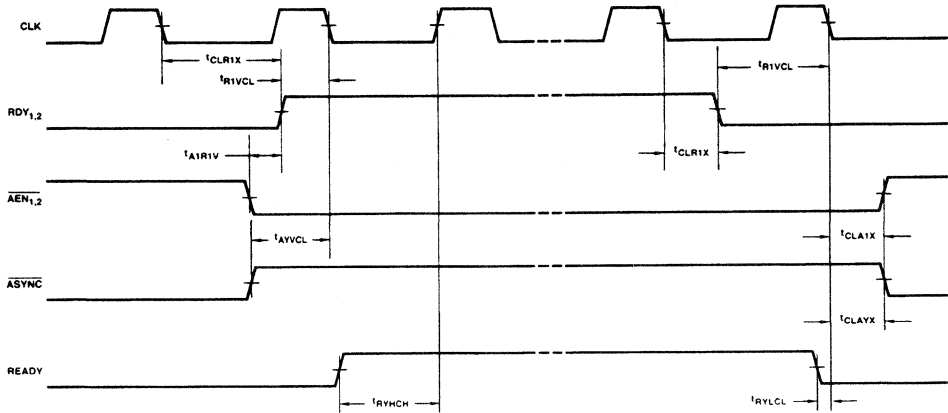 CLK
tCLR1X
tR1VCL
tR1VCL
RDY1,2
tA1R1V
tCLR1X
AEN1,2
tAYVCL
tCLA1X
ASYNC
tCLAYX
READY
tRYHCH
tRYLCL